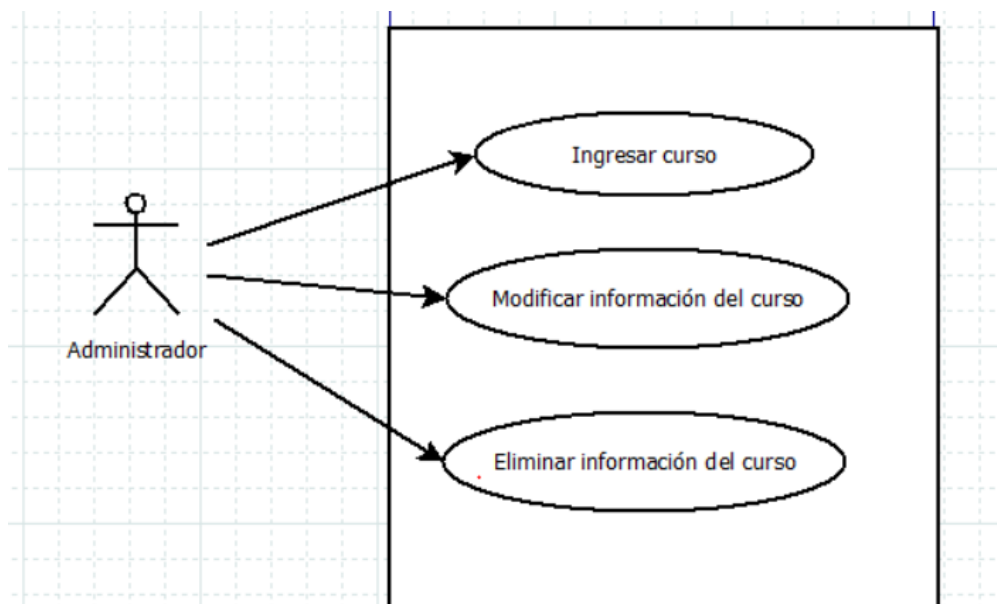 Ingresar curso
Modificar información del curso
Administrador
Eliminar información del curso